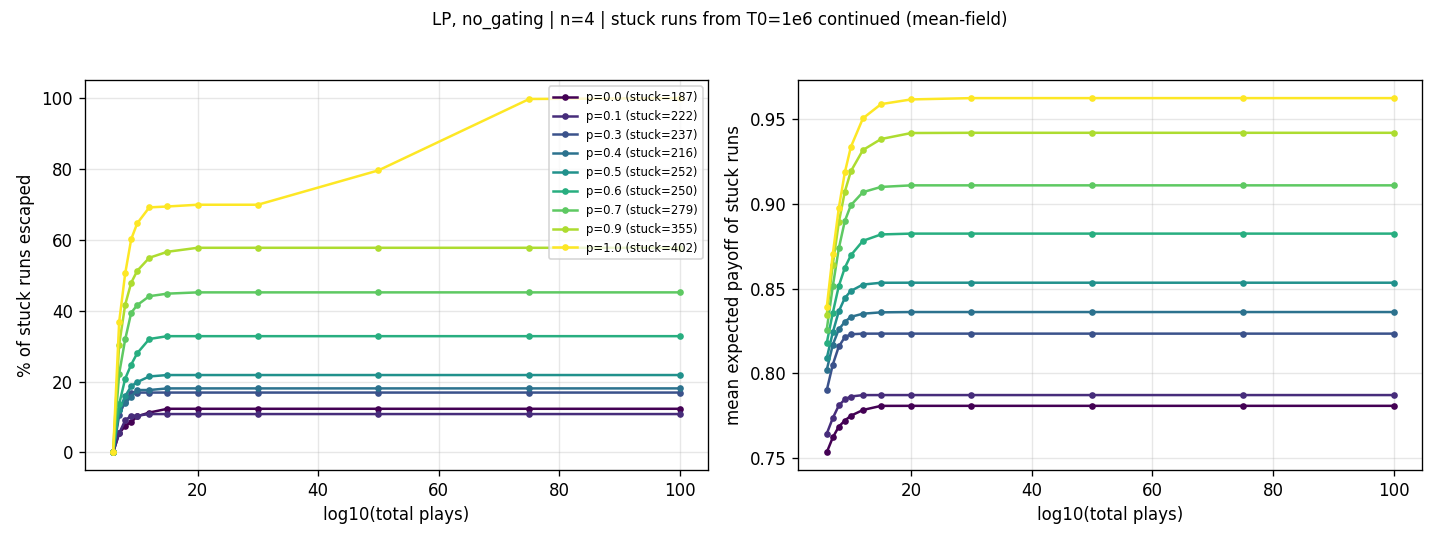 LP, no_gating | n=4 | stuck runs from T0=1e6 continued (mean-field)
% of stuck runs escaped
100
80
60
40
20
0
p=0.0 (stuck=187)
p=0.1 (stuck=222)
p=0.3 (stuck=237)
p=0.4 (stuck=216)
p=0.5 (stuck=252)
p=0.6 (stuck=250)
p=0.7 (stuck=279)
p=0.9 (stuck=355)
p=1.0 (stuck=402)
20 40 60 80 100
log10(total plays)
mean expected payoff of stuck runs
0.95
0.90
0.85
0.80
0.75
20 40 60 80 100
log10(total plays)